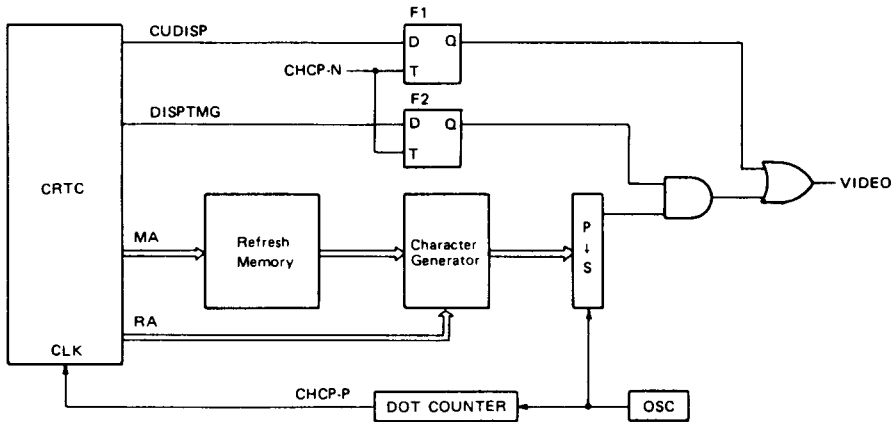 F1
CUDISP
D
Q
CHCP-N
T
F2
DISPTMG
D
Q
T
CRTC
VIDEO
MA
Refresh
Memory
Character
Generator
P
↓
S
RA
CLK
CHCP-P
DOT COUNTER
OSC